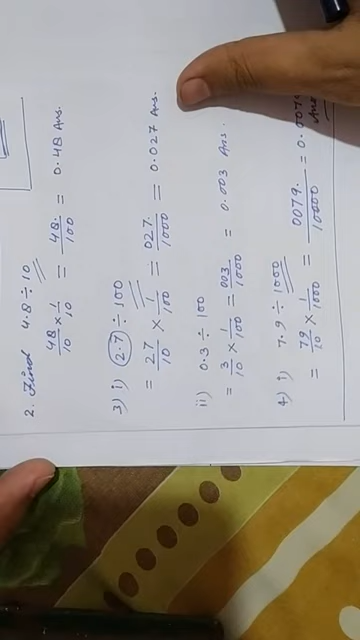 2. Find 4.8 ÷ 10
48/10 × 1/10 = 48./100 = 0.48 Ans.
3) i) 2.7 ÷ 100
= 27/10 × 1/100 = 027./1000 = 0.027 Ans.
ii) 0.3 ÷ 100
= 3/10 × 1/100 = 003/1000 = 0.003 Ans.
4) i) 7.9 ÷ 1000
= 79/10 × 1/1000 = 0079./10000 = 0.0079
Ans